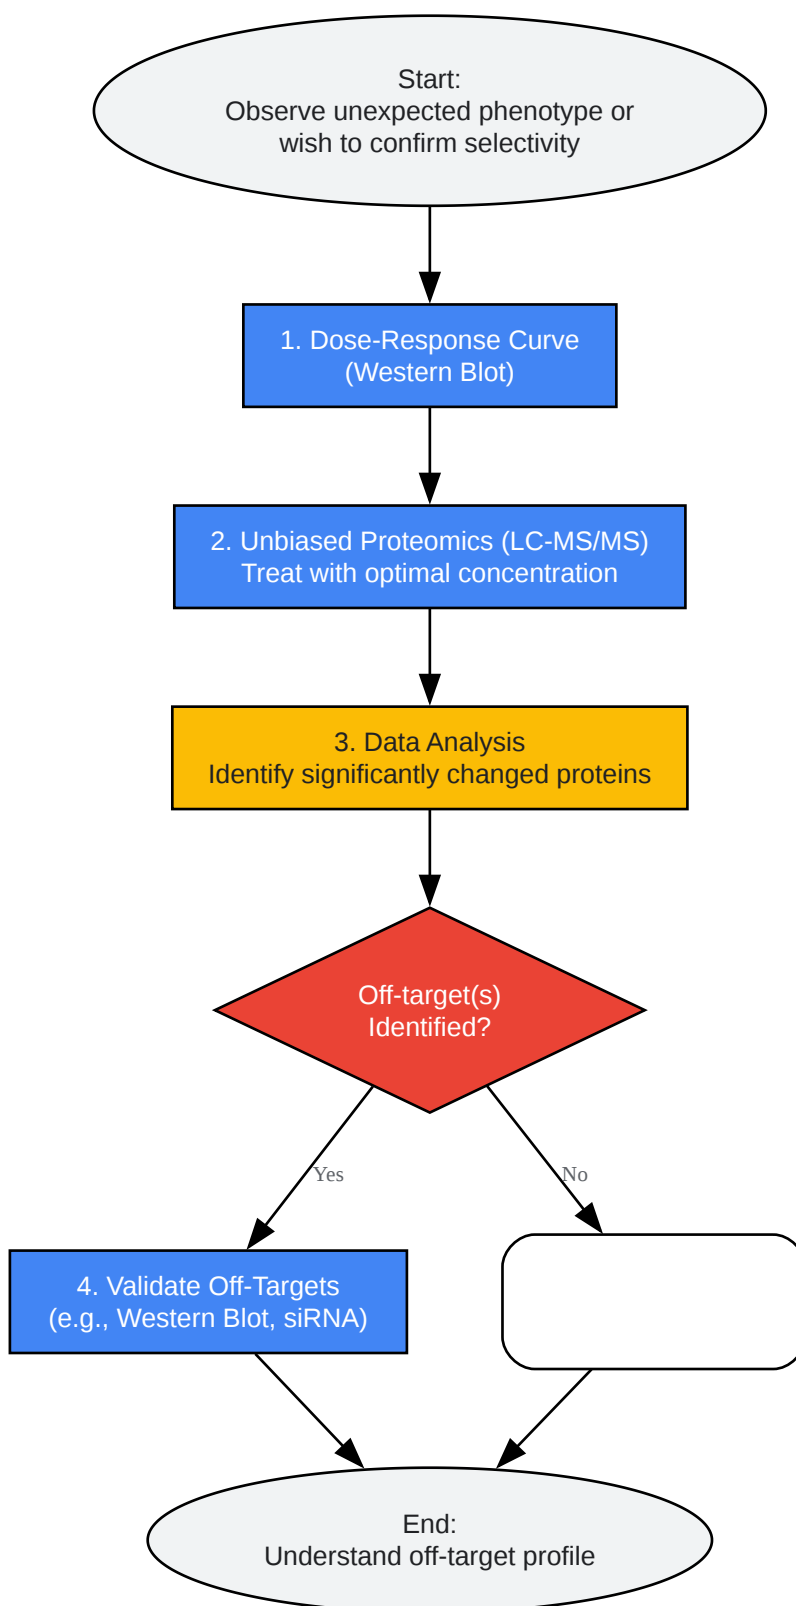 Start:
Observe unexpected phenotype or
wish to confirm selectivity
1. Dose-Response Curve
(Western Blot)
2. Unbiased Proteomics (LC-MS/MS)
Treat with optimal concentration
3. Data Analysis
Identify significantly changed proteins
Off-target(s)
Identified?
Yes
No
4. Validate Off-Targets
(e.g., Western Blot, siRNA)
End:
Understand off-target profile